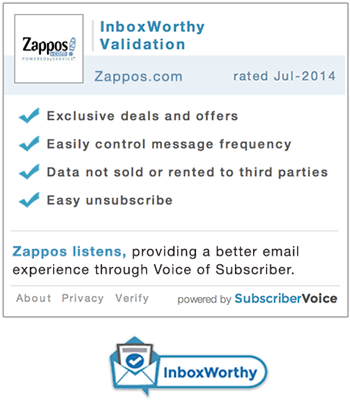 Zappos
.com
POWERED by SERVICE
InboxWorthy
Validation
Zappos.com rated Jul-2014
Exclusive deals and offers
Easily control message frequency
Data not sold or rented to third parties
Easy unsubscribe
Zappos listens, providing a better email
experience through Voice of Subscriber.
About Privacy Verify powered by SubscriberVoice
InboxWorthy